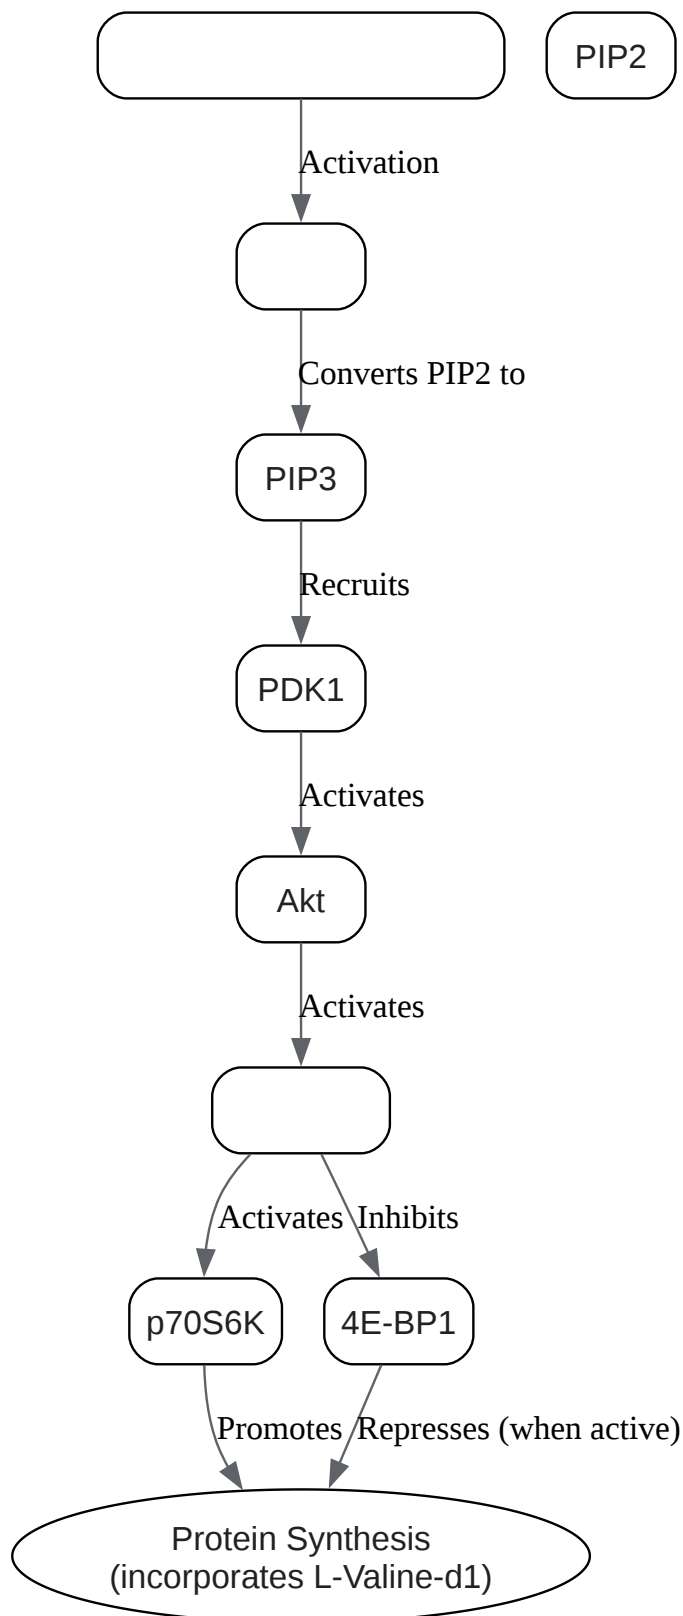 PIP2
Activation
Converts PIP2 to
PIP3
Recruits
PDK1
Activates
Akt
Activates
Activates
Inhibits
p70S6K
4E-BP1
Promotes
Represses (when active)
Protein Synthesis
(incorporates L-Valine-d1)